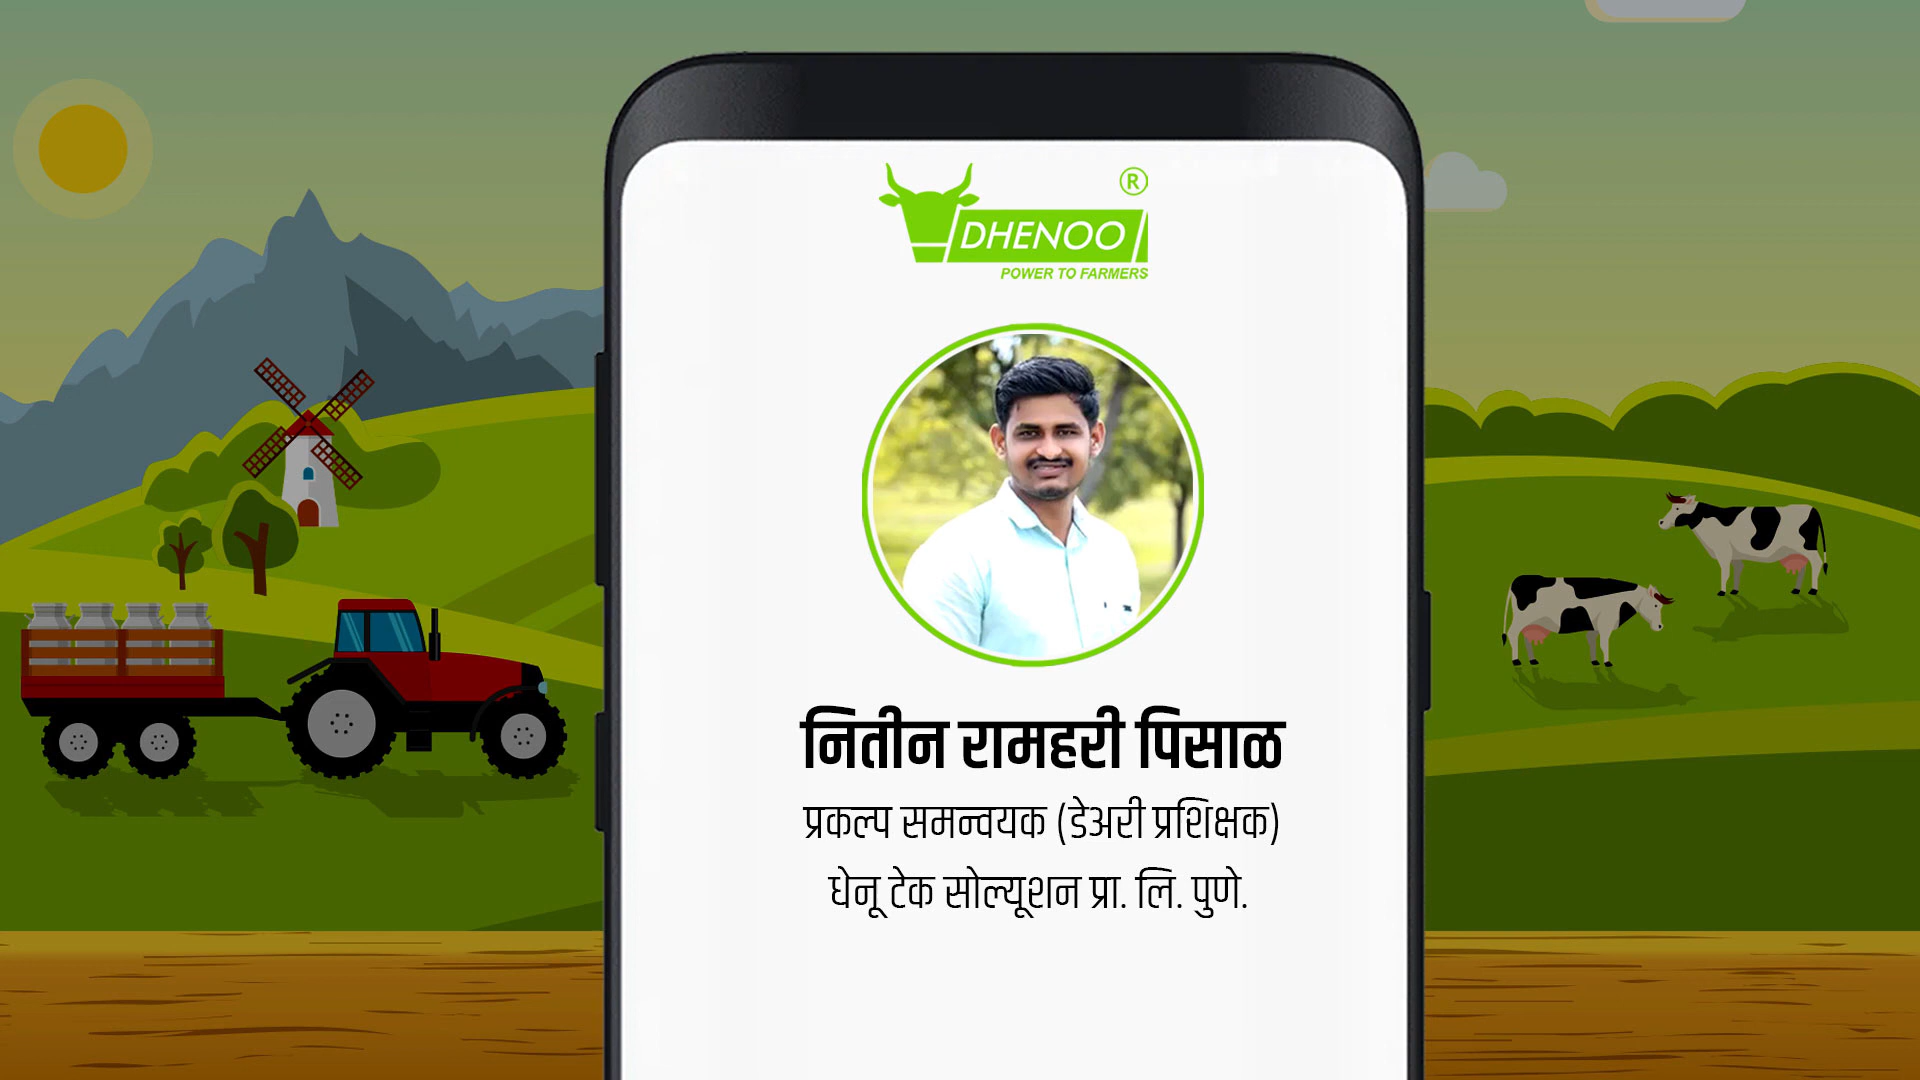 ®
DHENOO
POWER TO FARMERS
नितीन रामहरी पिसाळ
प्रकल्प समन्वयक (डेअरी प्रशिक्षक)
धेनू टेक सोल्यूशन प्रा. लि. पुणे.